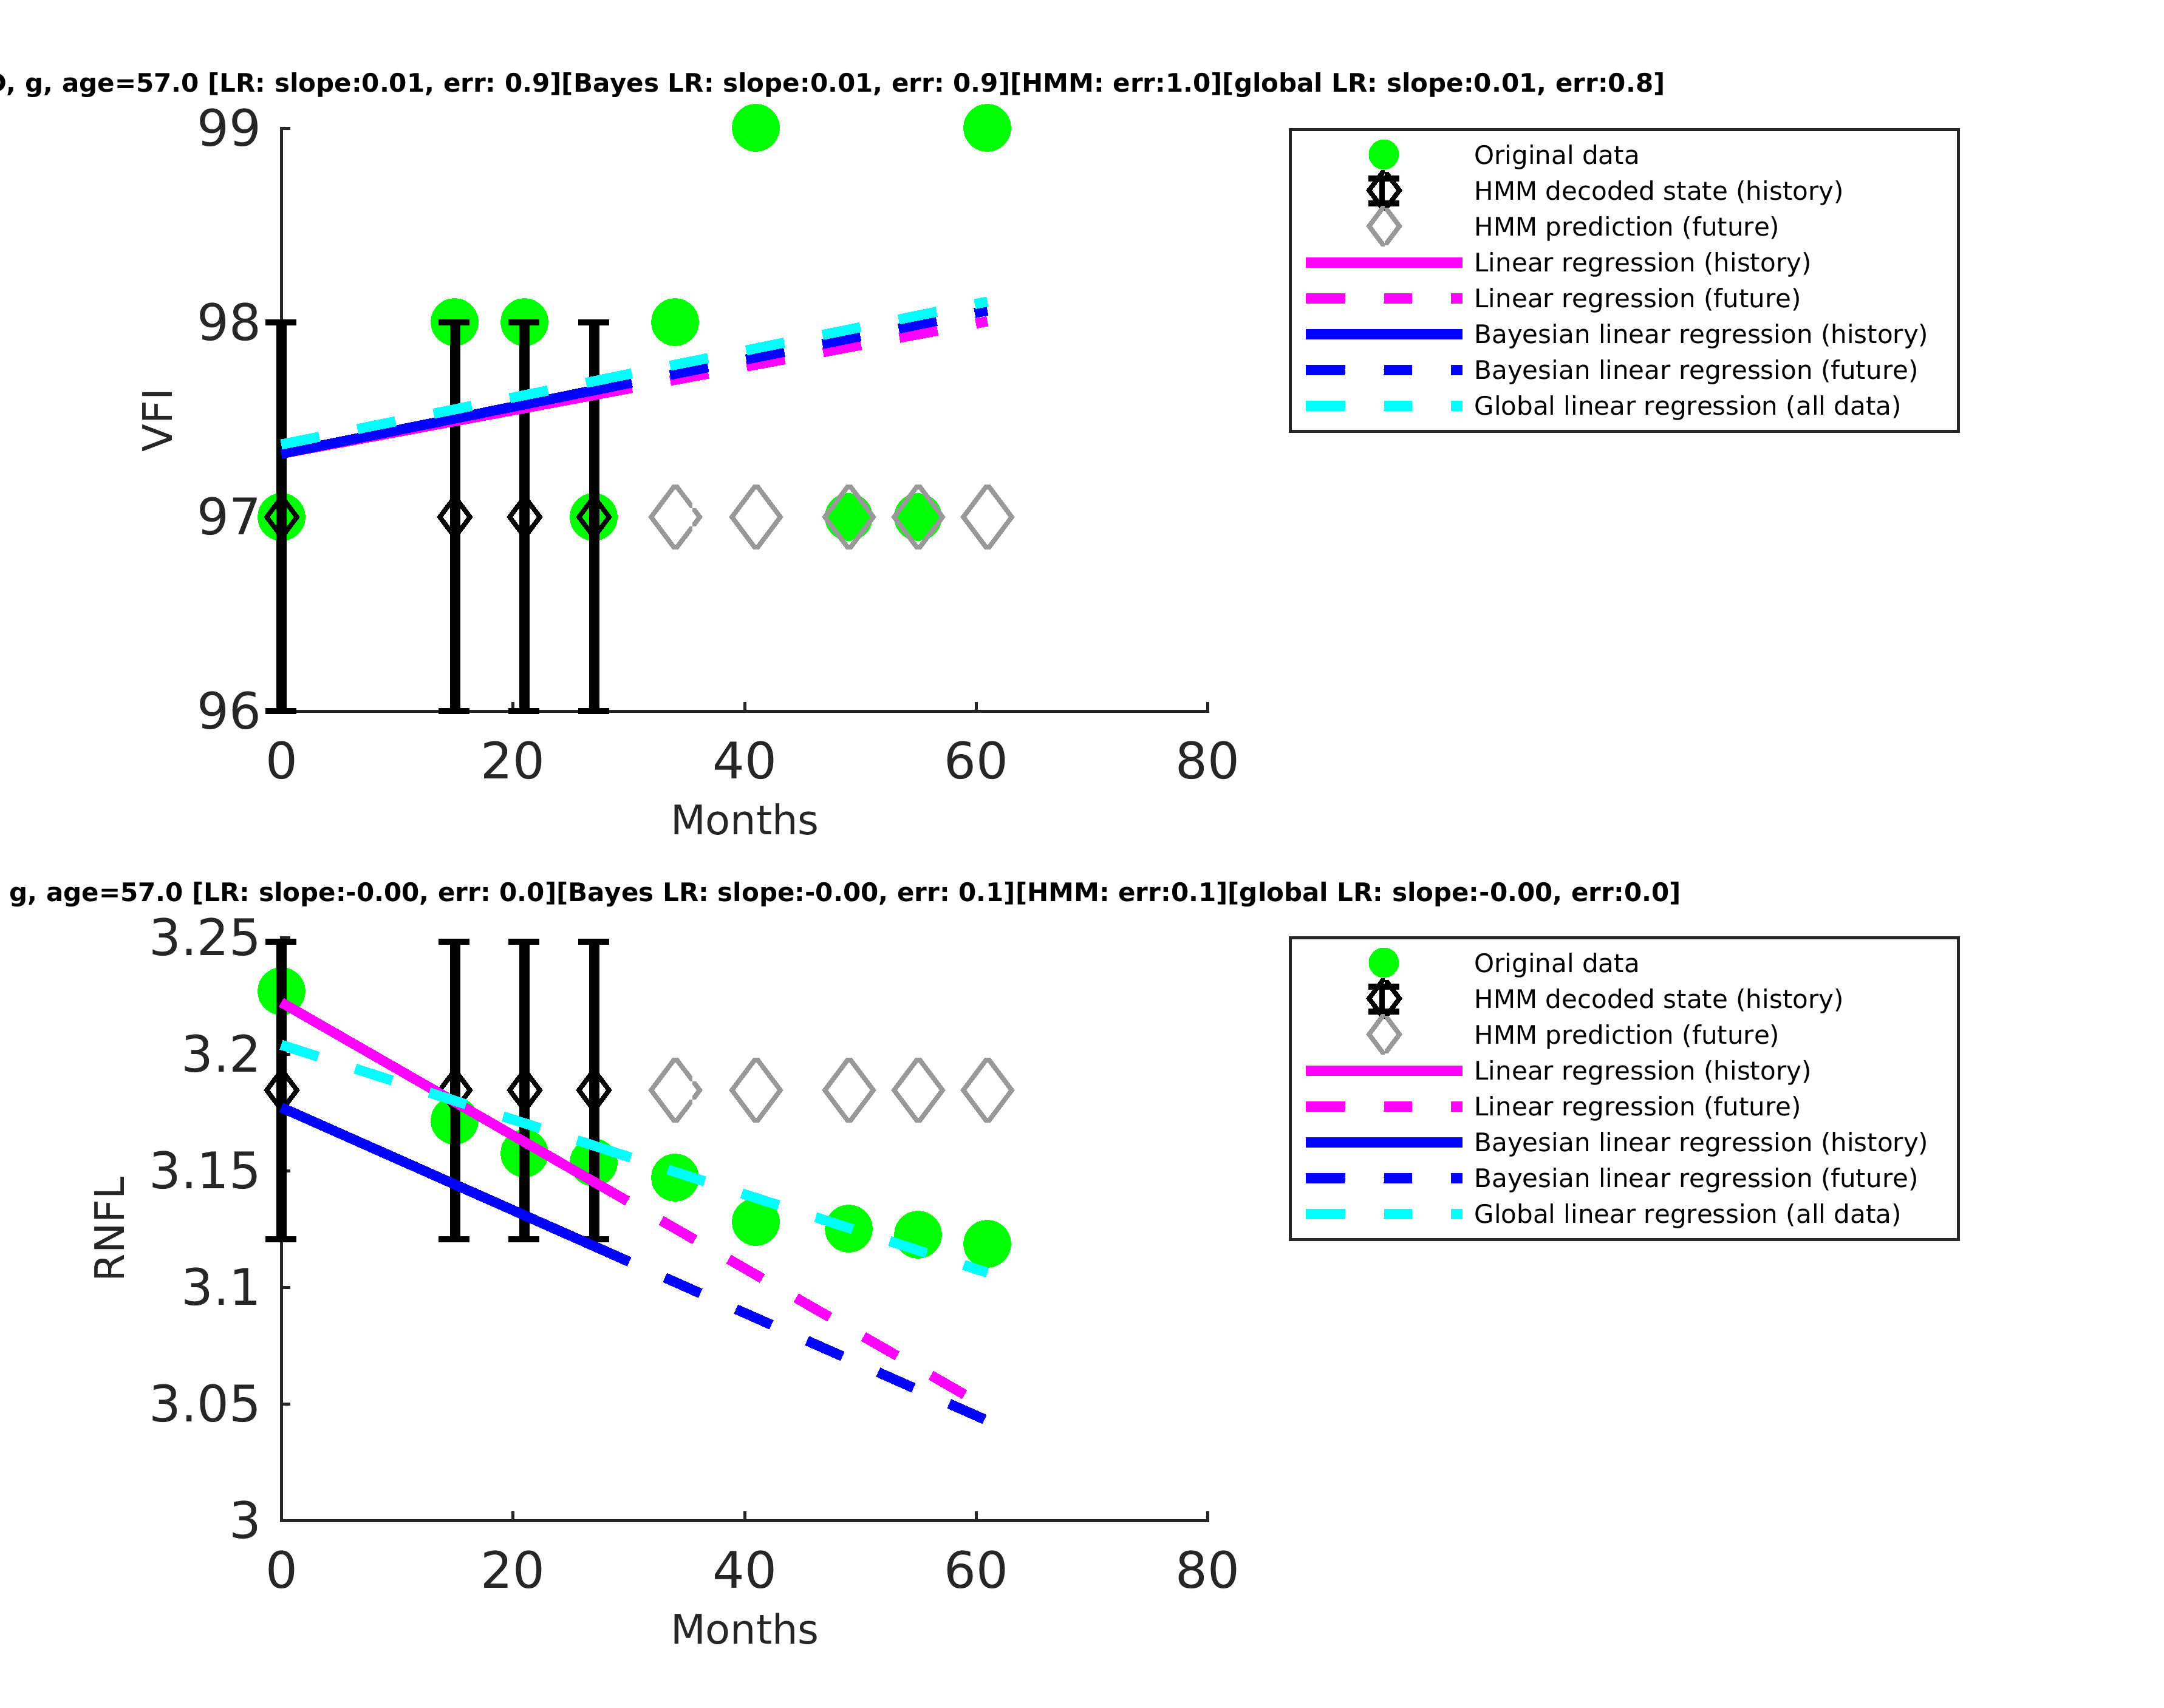 g, age=57.0 [LR: slope:0.01, err: 0.9][Bayes LR: slope:0.01, err: 0.9][HMM: err:1.0][global LR: slope:0.01, err:0.8]
99
98
97
96
VFI
0 20 40 60 80
Months
Original data
HMM decoded state (history)
HMM prediction (future)
Linear regression (history)
Linear regression (future)
Bayesian linear regression (history)
Bayesian linear regression (future)
Global linear regression (all data)
g, age=57.0 [LR: slope:-0.00, err: 0.0][Bayes LR: slope:-0.00, err: 0.1][HMM: err:0.1][global LR: slope:-0.00, err:0.0]
3.25
3.2
3.15
3.1
3.05
3
RNFL
0 20 40 60 80
Months
Original data
HMM decoded state (history)
HMM prediction (future)
Linear regression (history)
Linear regression (future)
Bayesian linear regression (history)
Bayesian linear regression (future)
Global linear regression (all data)